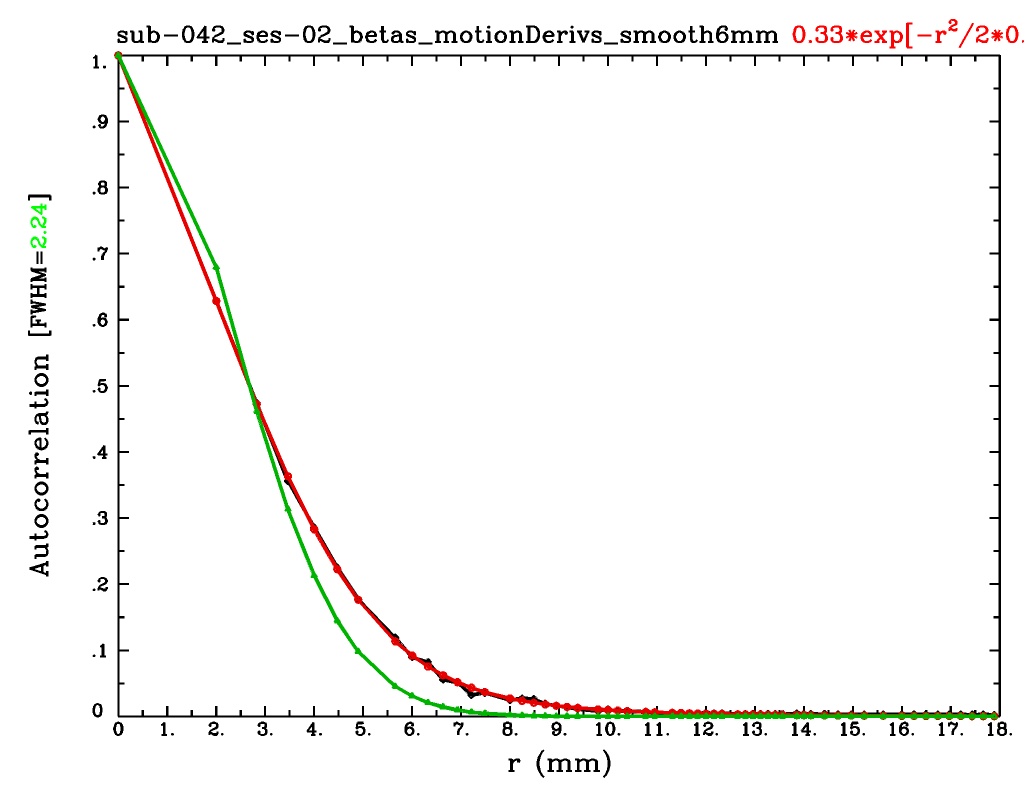 sub-042_ses-02_betas_motionDerivs_smooth6mm 0.33*exp[-r²/2*0.
1.
.9
.8
.7
.6
.5
.4
.3
.2
.1
0
Autocorrelation [FWHM=2.24]
0. 1. 2. 3. 4. 5. 6. 7. 8. 9. 10. 11. 12. 13. 14. 15. 16. 17. 18.
r (mm)